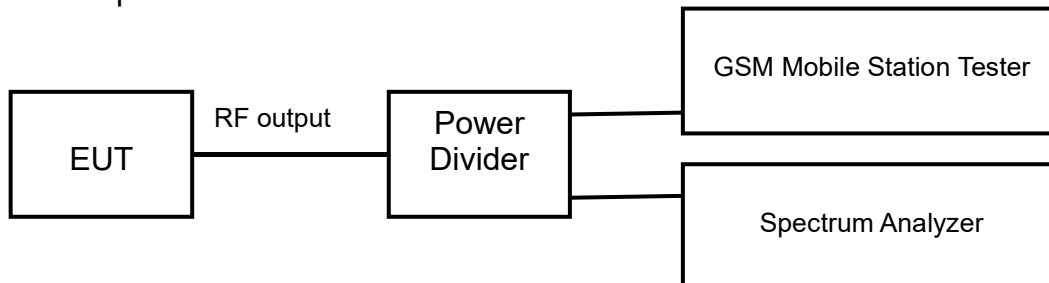 EUT
RF output
Power
Divider
GSM Mobile Station Tester
Spectrum Analyzer